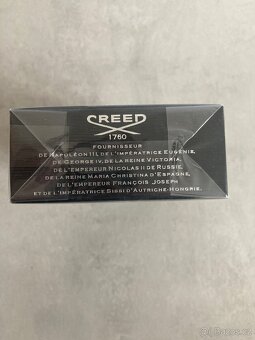 CREED
1760
FOURNISSEUR
DE NAPOLÉON III, DE L'IMPÉRATRICE EUGÉNIE,
DE GEORGE IV, DE LA REINE VICTORIA,
DE L'EMPEREUR NICOLAS II DE RUSSIE,
DE LA REINE MARIA CHRISTINA D'ESPAGNE,
DE L'EMPEREUR FRANÇOIS JOSEPH
ET DE L'IMPÉRATRICE SISSI D'AUTRICHE-HONGRIE.